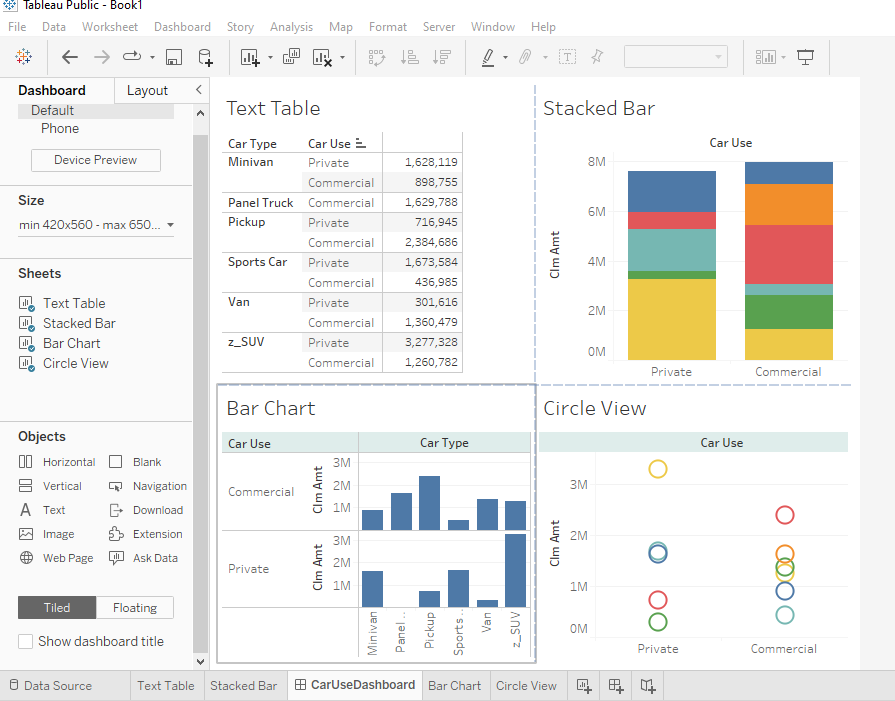 Tableau Public - Book1
File Data Worksheet Dashboard Story Analysis Map Format Server Window Help
Dashboard Layout
Default
Phone
Device Preview
Size
min 420x560 - max 650...
Sheets
Text Table
Stacked Bar
Bar Chart
Circle View
Objects
Horizontal Blank
Vertical Navigation
Text Download
Image Extension
Web Page Ask Data
Tiled Floating
Show dashboard title
Text Table
Car Type Car Use
Minivan Private 1,628,119
Commercial 898,755
Panel Truck Commercial 1,629,788
Pickup Private 716,945
Commercial 2,384,686
Sports Car Private 1,673,584
Commercial 436,985
Van Private 301,616
Commercial 1,360,479
z_SUV Private 3,277,328
Commercial 1,260,782
Stacked Bar
Car Use
Clm Amt
8M
6M
4M
2M
0M
Private Commercial
Bar Chart
Car Use Car Type
Commercial
Clm Amt
3M
2M
1M
Private
Clm Amt
3M
2M
1M
Minivan Panel... Pickup Sports... Van z_SUV
Circle View
Car Use
Clm Amt
3M
2M
1M
0M
Private Commercial
Data Source Text Table Stacked Bar CarUseDashboard Bar Chart Circle View